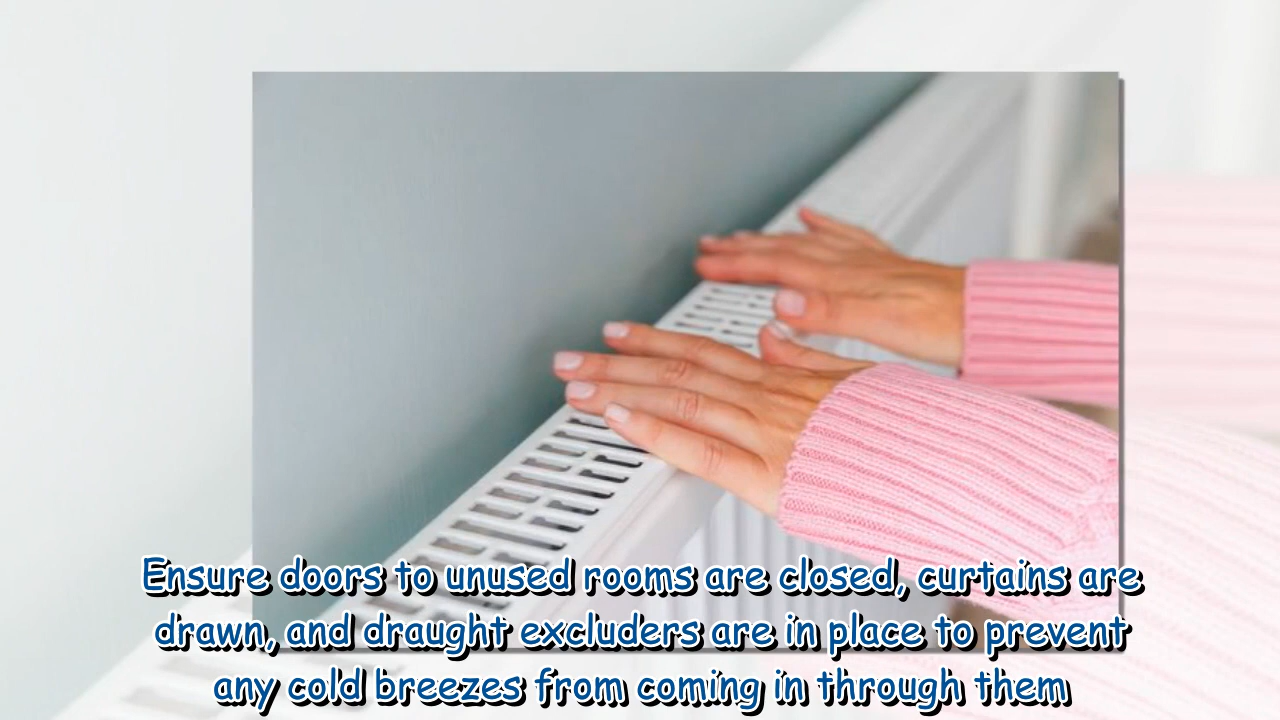 Ensure doors to unused rooms are closed, curtains are
drawn, and draught excluders are in place to prevent
any cold breezes from coming in through them